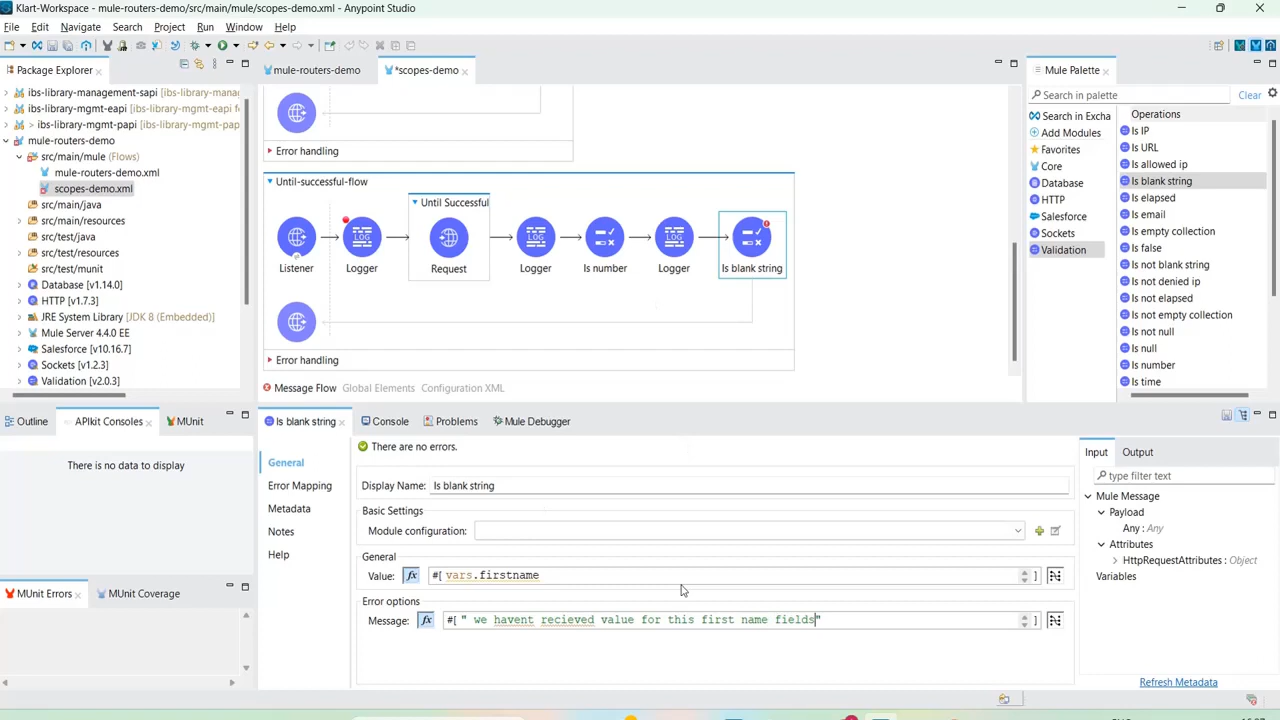 Klart-Workspace - mule-routers-demo/src/main/mule/scopes-demo.xml - Anypoint Studio
File Edit Navigate Search Project Run Window Help
Package Explorer
ibs-library-management-sapi (ibs-library-manag
ibs-library-mgmt-eapi (ibs-library-mgmt-eapi fe
> ibs-library-mgmt-papi (ibs-library-mgmt-pap
mule-routers-demo
src/main/mule (Flows)
mule-routers-demo.xml
scopes-demo.xml
src/main/java
src/main/resources
src/test/java
src/test/resources
src/test/munit
Database [v1.14.0]
HTTP [v1.7.3]
JRE System Library [JDK 8 (Embedded)]
Mule Server 4.4.0 EE
Salesforce [v10.16.7]
Sockets [v1.2.3]
Validation [v2.0.3]
mule-routers-demo
*scopes-demo
Error handling
Until-successful-flow
Until Successful
LOG
LOG
LOG
Listener
Logger
Request
Logger
Is number
Logger
Is blank string
Error handling
Message Flow Global Elements Configuration XML
Mule Palette
Search in palette
Clear
Search in Excha
Add Modules
Favorites
Core
Database
HTTP
Salesforce
Sockets
Validation
Operations
Is IP
Is URL
Is allowed ip
Is blank string
Is elapsed
Is email
Is empty collection
Is false
Is not blank string
Is not denied ip
Is not elapsed
Is not empty collection
Is not null
Is null
Is number
Is time
Outline
APIkit Consoles
MUnit
There is no data to display
MUnit Errors
MUnit Coverage
Is blank string
Console
Problems
Mule Debugger
General
Error Mapping
Metadata
Notes
Help
There are no errors.
Display Name: Is blank string
Basic Settings
Module configuration:
General
Value: fx #[ vars.firstname ]
Error options
Message: fx #[ " we havent recieved value for this first name fields" ]
Input
Output
type filter text
Mule Message
Payload
Any : Any
Attributes
HttpRequestAttributes : Object
Variables
Refresh Metadata